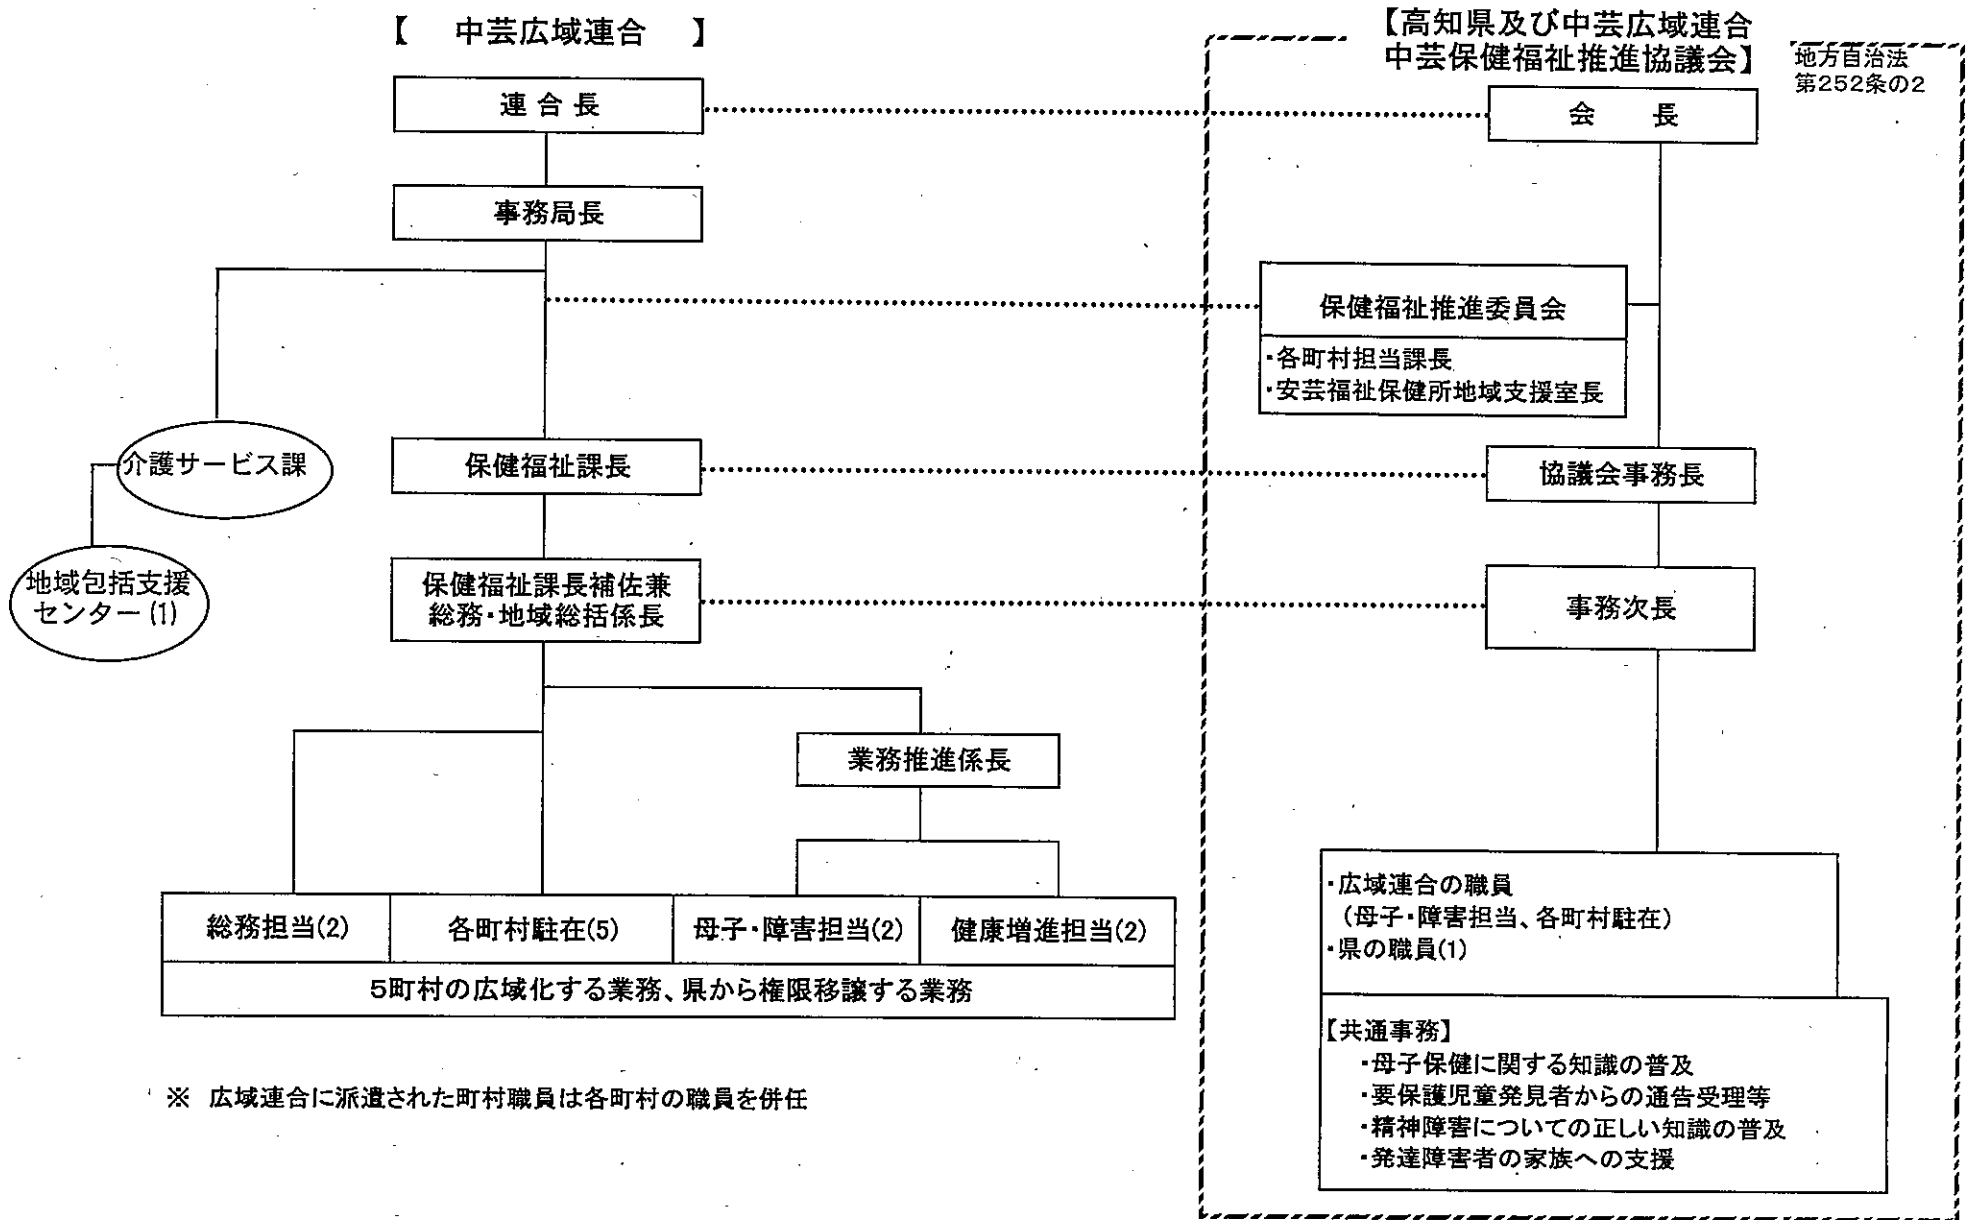 【　中芸広域連合　】
連 合 長
事務局長
介護サービス課
地域包括支援
センター(1)
保健福祉課長
保健福祉課長補佐兼
総務・地域総括係長
業務推進係長
総務担当(2)
各町村駐在(5)
母子・障害担当(2)
健康増進担当(2)
5町村の広域化する業務、県から権限移譲する業務
※　広域連合に派遣された町村職員は各町村の職員を併任
【高知県及び中芸広域連合
中芸保健福祉推進協議会】
地方自治法
第252条の2
会　　長
保健福祉推進委員会
・各町村担当課長
・安芸福祉保健所地域支援室長
協議会事務長
事務次長
・広域連合の職員
（母子・障害担当、各町村駐在）
・県の職員(1)
【共通事務】
・母子保健に関する知識の普及
・要保護児童発見者からの通告受理等
・精神障害についての正しい知識の普及
・発達障害者の家族への支援